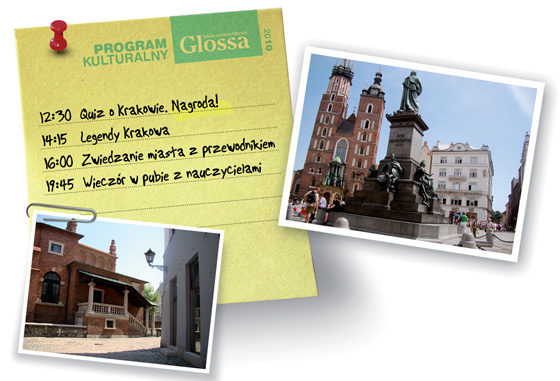 PROGRAM
KULTURALNY
Glossa
2010
12:30 Quiz o Krakowie. Nagroda!
14:15 Legendy Krakowa
16:00 Zwiedzanie miasta z przewodnikiem
19:45 Wieczór w pubie z nauczycielami